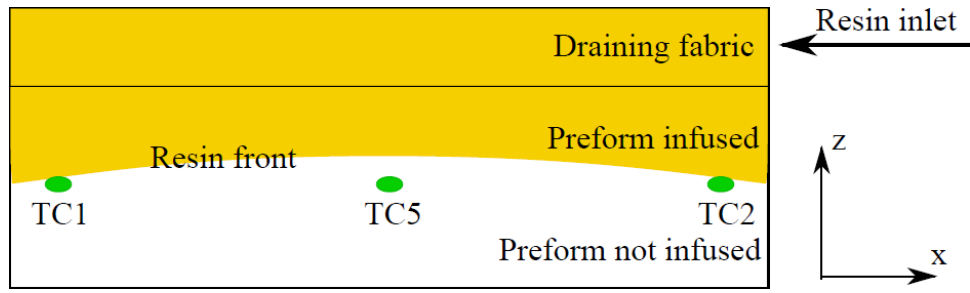 Resin inlet
Draining fabric
Preform infused
z
Resin front
TC1
TC5
TC2
Preform not infused
x